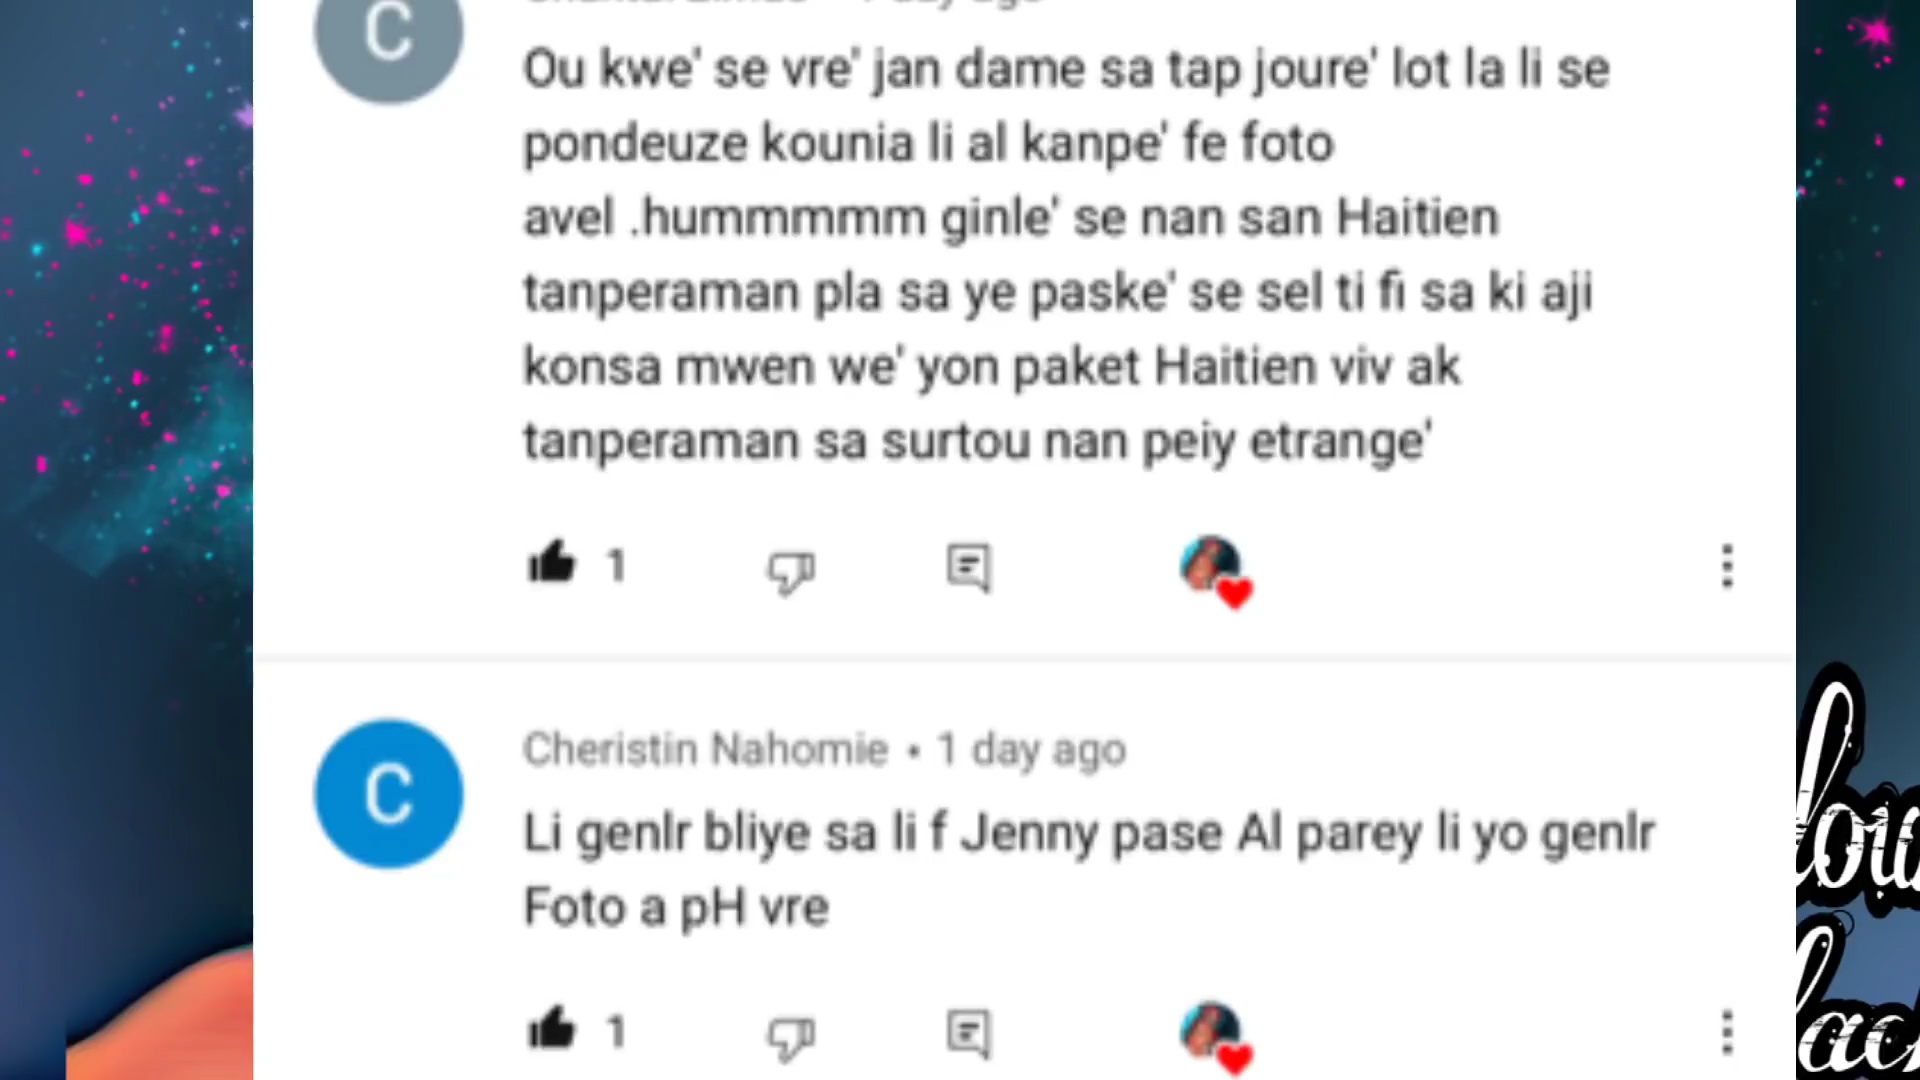 C
Ou kwe' se vre' jan dame sa tap joure' lot la li se
pondeuze kounia li al kanpe' fe foto
avel .hummmmm ginle' se nan san Haitien
tanperaman pla sa ye paske' se sel ti fi sa ki aji
konsa mwen we' yon paket Haitien viv ak
tanperaman sa surtou nan peiy etrange'
1
C
Cheristin Nahomie • 1 day ago
Li genlr bliye sa li f Jenny pase Al parey li yo genlr
Foto a pH vre
1